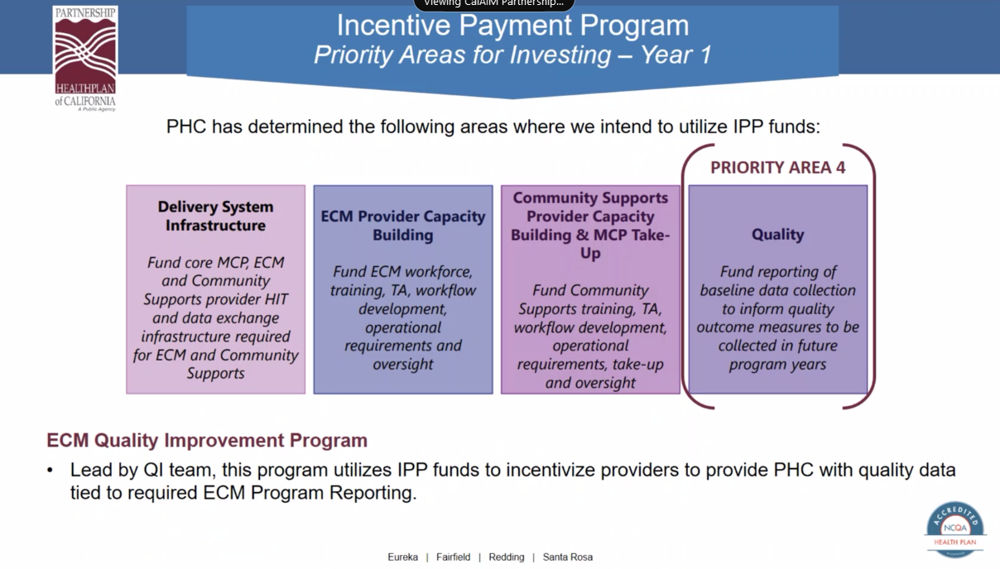 Viewing CalAIM Partnership...
PARTNERSHIP
HEALTHPLAN
of CALIFORNIA
A Public Agency
Incentive Payment Program
Priority Areas for Investing – Year 1
PHC has determined the following areas where we intend to utilize IPP funds:
PRIORITY AREA 4
Delivery System
Infrastructure
Fund core MCP, ECM
and Community
Supports provider HIT
and data exchange
infrastructure required
for ECM and Community
Supports
ECM Provider Capacity
Building
Fund ECM workforce,
training, TA, workflow
development,
operational
requirements and
oversight
Community Supports
Provider Capacity
Building & MCP Take-
Up
Fund Community
Supports training, TA,
workflow development,
operational
requirements, take-up
and oversight
Quality
Fund reporting of
baseline data collection
to inform quality
outcome measures to be
collected in future
program years
ECM Quality Improvement Program
• Lead by QI team, this program utilizes IPP funds to incentivize providers to provide PHC with quality data
tied to required ECM Program Reporting.
ACCREDITED
NCQA
HEALTH PLAN
Eureka | Fairfield | Redding | Santa Rosa